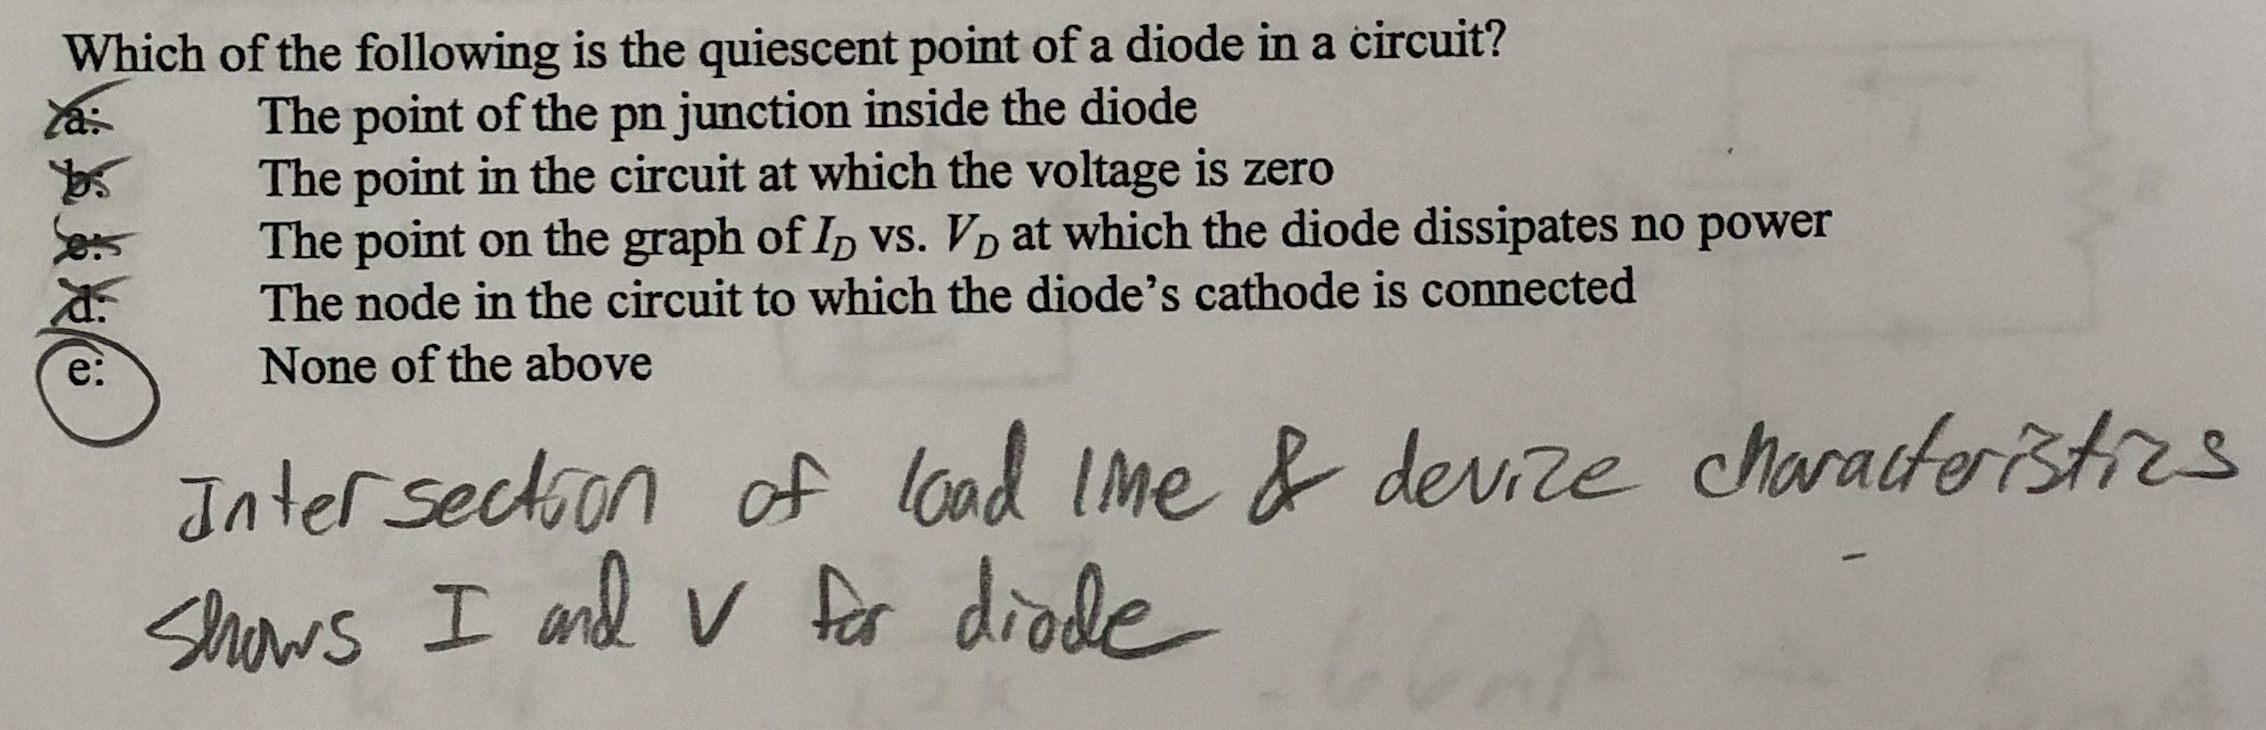 Which of the following is the quiescent point of a diode in a circuit?
a: The point of the pn junction inside the diode
b: The point in the circuit at which the voltage is zero
c: The point on the graph of I_D vs. V_D at which the diode dissipates no power
d: The node in the circuit to which the diode's cathode is connected
e: None of the above
Intersection of load line & device characteristics
shows I and V for diode